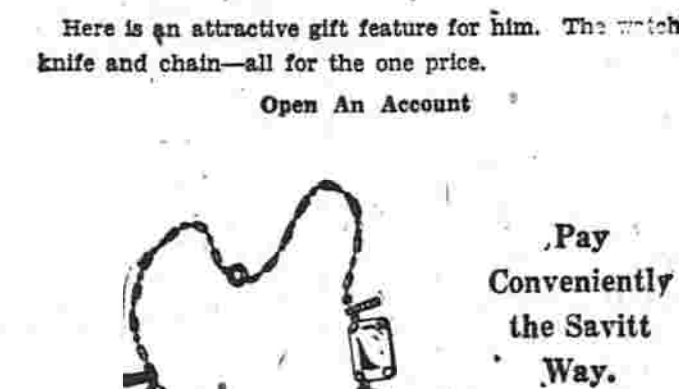 Here is an attractive gift feature for him. The watch
knife and chain—all for the one price.
Open An Account
Pay
Conveniently
the Savitt
Way.